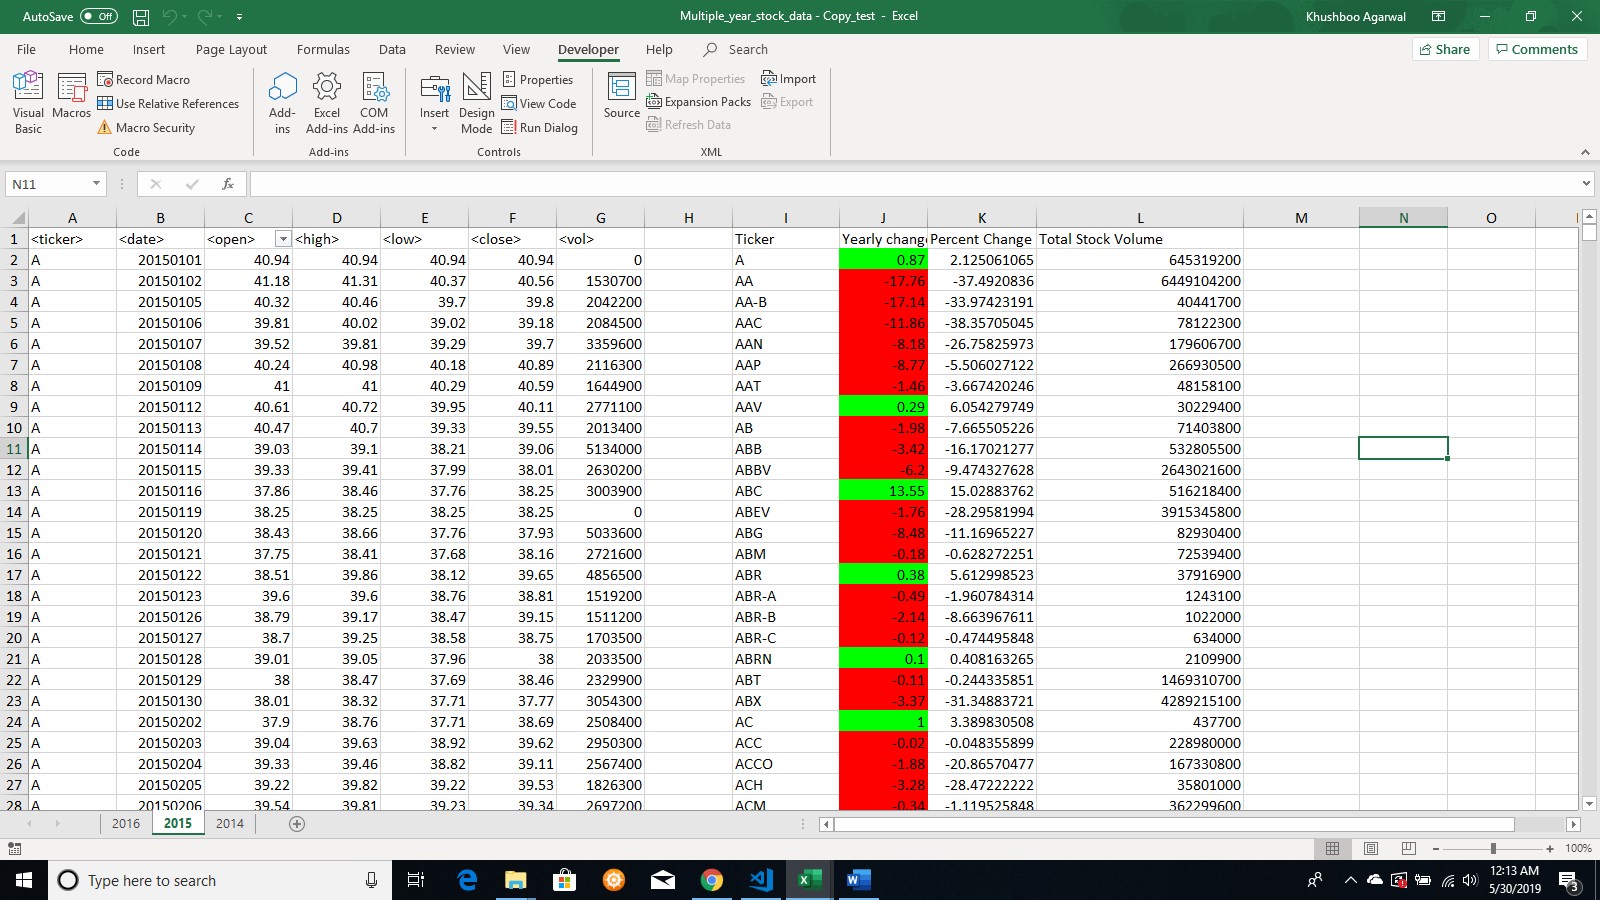 AutoSave Off Multiple_year_stock_data - Copy_test - Excel Khushboo Agarwal
File Home Insert Page Layout Formulas Data Review View Developer Help Search Share Comments
Visual Basic Macros Record Macro Use Relative References Macro Security Code
Add-ins Excel Add-ins COM Add-ins Add-ins
Insert Design Mode Properties View Code Run Dialog Controls
Source Map Properties Expansion Packs Refresh Data Import Export XML
N11 fx
A B C D E F G H I J K L M N O
1 <ticker> <date> <open> <high> <low> <close> <vol> Ticker Yearly chang Percent Change Total Stock Volume
2 A 20150101 40.94 40.94 40.94 40.94 0 A 0.87 2.125061065 645319200
3 A 20150102 41.18 41.31 40.37 40.56 1530700 AA -17.76 -37.4920836 6449104200
4 A 20150105 40.32 40.46 39.7 39.8 2042200 AA-B -17.14 -33.97423191 40441700
5 A 20150106 39.81 40.02 39.02 39.18 2084500 AAC -11.86 -38.35705045 78122300
6 A 20150107 39.52 39.81 39.29 39.7 3359600 AAN -8.18 -26.75825973 179606700
7 A 20150108 40.24 40.98 40.18 40.89 2116300 AAP -8.77 -5.506027122 266930500
8 A 20150109 41 41 40.29 40.59 1644900 AAT -1.46 -3.667420246 48158100
9 A 20150112 40.61 40.72 39.95 40.11 2771100 AAV 0.29 6.054279749 30229400
10 A 20150113 40.47 40.7 39.33 39.55 2013400 AB -1.98 -7.665505226 71403800
11 A 20150114 39.03 39.1 38.21 39.06 5134000 ABB -3.42 -16.17021277 532805500
12 A 20150115 39.33 39.41 37.99 38.01 2630200 ABBV -6.2 -9.474327628 2643021600
13 A 20150116 37.86 38.46 37.76 38.25 3003900 ABC 13.55 15.02883762 516218400
14 A 20150119 38.25 38.25 38.25 38.25 0 ABEV -1.76 -28.29581994 3915345800
15 A 20150120 38.43 38.66 37.76 37.93 5033600 ABG -8.48 -11.16965227 82930400
16 A 20150121 37.75 38.41 37.68 38.16 2721600 ABM -0.18 -0.628272251 72539400
17 A 20150122 38.51 39.86 38.12 39.65 4856500 ABR 0.38 5.612998523 37916900
18 A 20150123 39.6 39.6 38.76 38.81 1519200 ABR-A -0.49 -1.960784314 1243100
19 A 20150126 38.79 39.17 38.47 39.15 1511200 ABR-B -2.14 -8.663967611 1022000
20 A 20150127 38.7 39.25 38.58 38.75 1703500 ABR-C -0.12 -0.474495848 634000
21 A 20150128 39.01 39.05 37.96 38 2033500 ABRN 0.1 0.408163265 2109900
22 A 20150129 38 38.47 37.69 38.46 2329900 ABT -0.11 -0.244335851 1469310700
23 A 20150130 38.01 38.32 37.71 37.77 3054300 ABX -3.37 -31.34883721 4289215100
24 A 20150202 37.9 38.76 37.71 38.69 2508400 AC 1 3.389830508 437700
25 A 20150203 39.04 39.63 38.92 39.62 2950300 ACC -0.02 -0.048355899 228980000
26 A 20150204 39.33 39.46 38.82 39.11 2567400 ACCO -1.88 -20.86570477 167330800
27 A 20150205 39.22 39.82 39.22 39.53 1826300 ACH -3.28 -28.47222222 35801000
28 A 20150206 39.54 39.81 39.23 39.34 2697200 ACM -0.34 -1.119525848 362299600
2016 2015 2014
100%
Type here to search 12:13 AM
5/30/2019 3